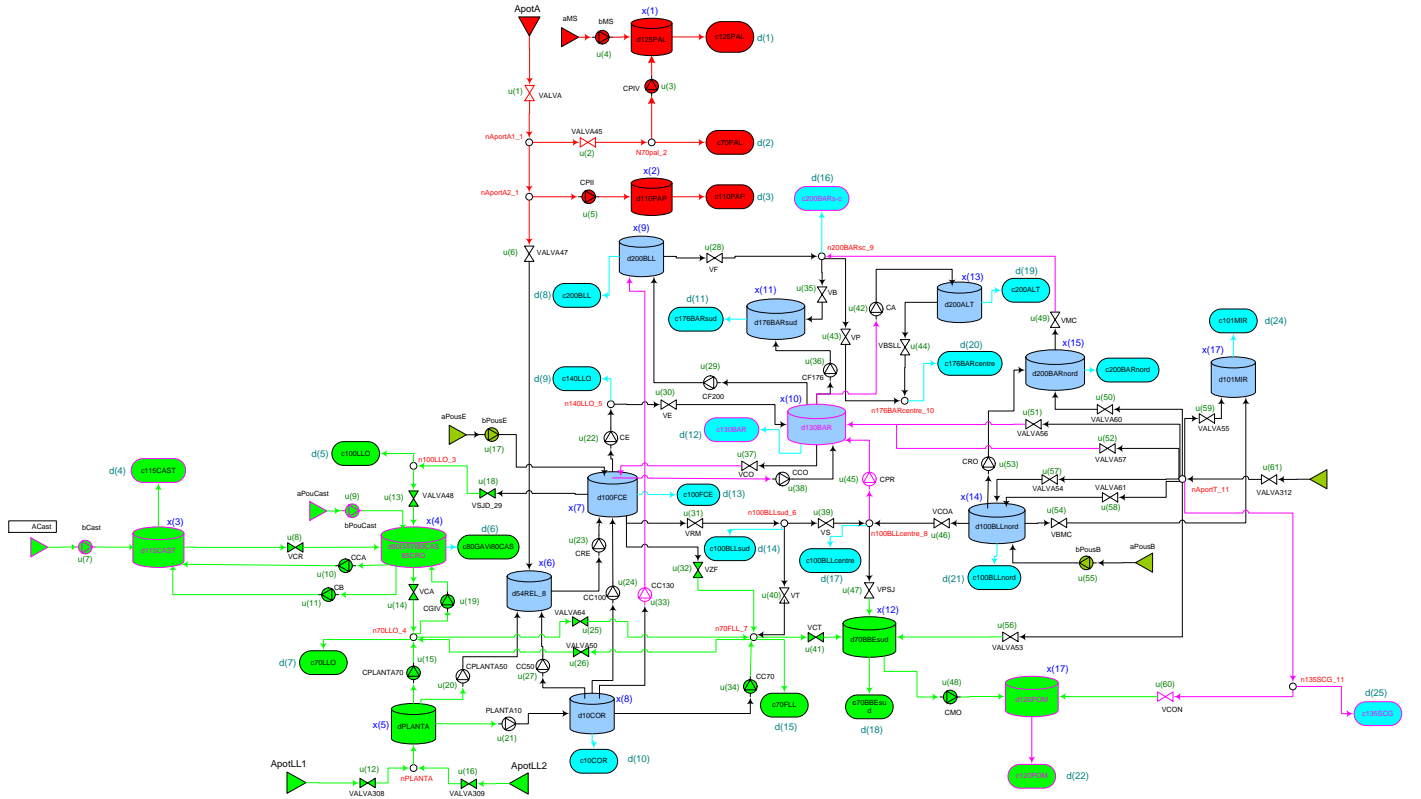 ApotA
x(1)
aMS
bMS
u(4)
d125PAL
c125PAL
d(1)
CPIV
u(3)
u(1)
VALVA
nAportA1_1
VALVA45
u(2)
N70pal_2
c70PAL
d(2)
x(2)
CPII
u(5)
nAportA2_1
d110PAP
c110PAP
d(3)
d(16)
c200BARs-c
u(6)
VALVA47
x(9)
d200BLL
u(28)
VF
n200BARsc_9
d(8)
c200BLL
x(11)
d(11)
c176BARsud
d176BARsud
u(35)
VB
u(42)
CA
x(13)
d200ALT
d(19)
c200ALT
u(43)
VP
VBSLL
u(44)
u(49)
VMC
c101MIR
d(24)
d(20)
c176BARcentre
x(15)
d200BARnord
c200BARnord
x(17)
d101MIR
u(29)
CF200
u(36)
CF176
d(9)
c140LLO
n140LLO_5
u(30)
VE
x(10)
d130BAR
n176BARcentre_10
u(50)
VALVA60
u(51)
VALVA56
u(59)
VALVA55
aPousE
bPousE
u(17)
u(22)
CE
d(12)
c130BAR
u(52)
VALVA57
d(5)
c100LLO
n100LLO_3
u(37)
VCO
CCO
u(38)
u(45)
CPR
CRO
u(53)
d(4)
c115CAST
u(18)
VSJD_29
d100FCE
x(7)
c100FCE
d(13)
u(57)
VALVA54
VALVA61
u(58)
nAportT_11
u(61)
VALVA312
aPouCast
u(9)
bPouCast
u(13)
VALVA48
x(14)
d100BLLnord
ACast
bCast
u(7)
x(3)
d115CAST
u(8)
VCR
x(4)
d(6)
c80GAVi80CAS
u(31)
VRM
n100BLLsud_6
u(39)
VS
n100BLLcentre_8
VCOA
u(46)
u(54)
VBMC
CCA
u(10)
CB
u(11)
u(23)
CRE
c100BLLsud
d(14)
c100BLLcentre
d(17)
d(21)
c100BLLnord
bPousB
u(55)
aPousB
x(6)
d54REL_8
u(32)
VZF
VCA
u(14)
CGIV
u(19)
CC100
u(24)
CC130
u(33)
u(40)
VT
u(47)
VPSJ
x(12)
d70BBEsud
n70LLO_4
VALVA64
u(25)
n70FLL_7
VCT
u(41)
u(56)
VALVA53
d(7)
c70LLO
u(15)
CPLANTA70
CPLANTA50
u(20)
VALVA50
u(26)
CC50
u(27)
u(34)
CC70
u(48)
CMO
x(17)
d120POM
u(60)
VCON
n135SCG_11
d(25)
c135SCG
x(5)
dPLANTA
PLANTA10
u(21)
x(8)
d10COR
c70FLL
d(15)
c70BBEsu
d
d(18)
c10COR
d(10)
c120POM
d(22)
ApotLL1
u(12)
VALVA308
nPLANTA
u(16)
VALVA309
ApotLL2